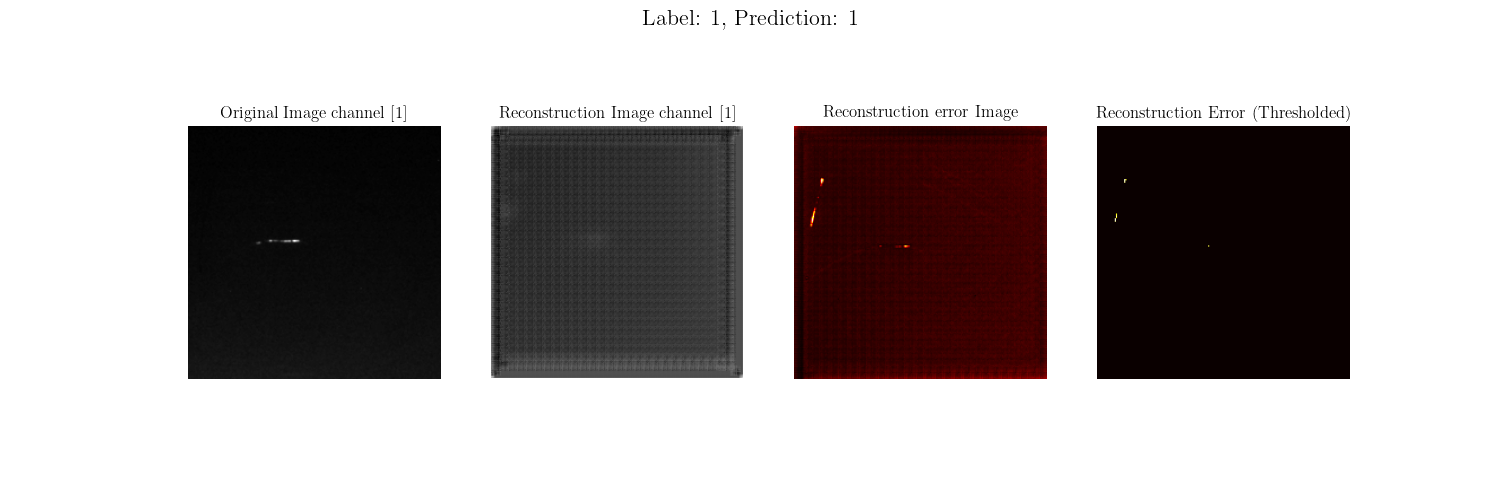 Label: 1, Prediction: 1
Original Image channel [1]
Reconstruction Image channel [1]
Reconstruction error Image
Reconstruction Error (Thresholded)